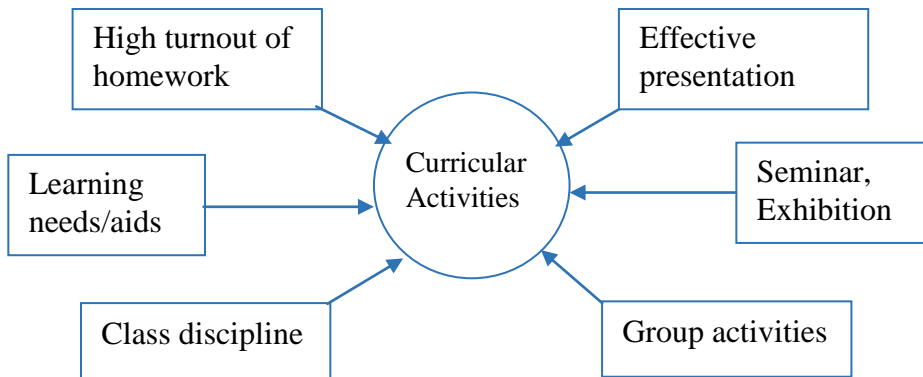 High turnout of
homework
Effective
presentation
Curricular
Activities
Learning
needs/aids
Seminar,
Exhibition
Class discipline
Group activities